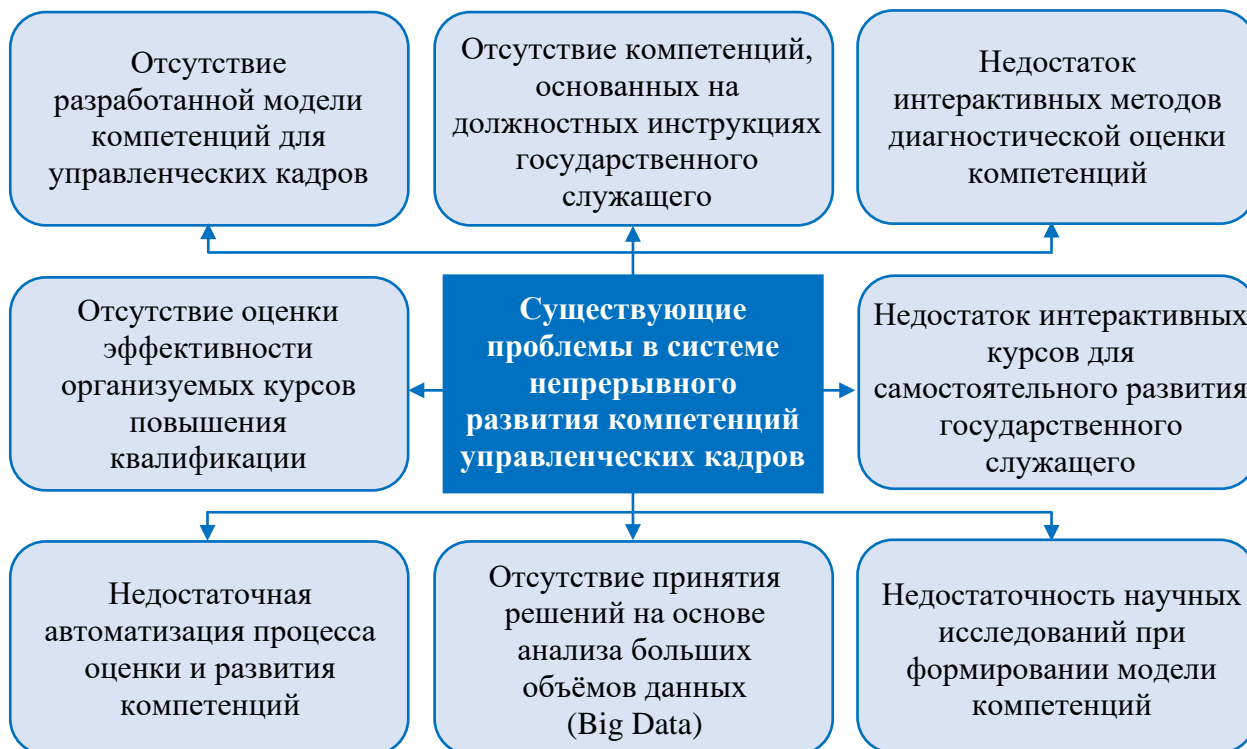 Отсутствие
разработанной модели
компетенций для
управленческих кадров
Отсутствие компетенций,
основанных на
должностных инструкциях
государственного
служащего
Недостаток
интерактивных методов
диагностической оценки
компетенций
Отсутствие оценки
эффективности
организуемых курсов
повышения
квалификации
Существующие
проблемы в системе
непрерывного
развития компетенций
управленческих кадров
Недостаток интерактивных
курсов для
самостоятельного развития
государственного
служащего
Недостаточная
автоматизация процесса
оценки и развития
компетенций
Отсутствие принятия
решений на основе
анализа больших
объёмов данных
(Big Data)
Недостаточность научных
исследований при
формировании модели
компетенций